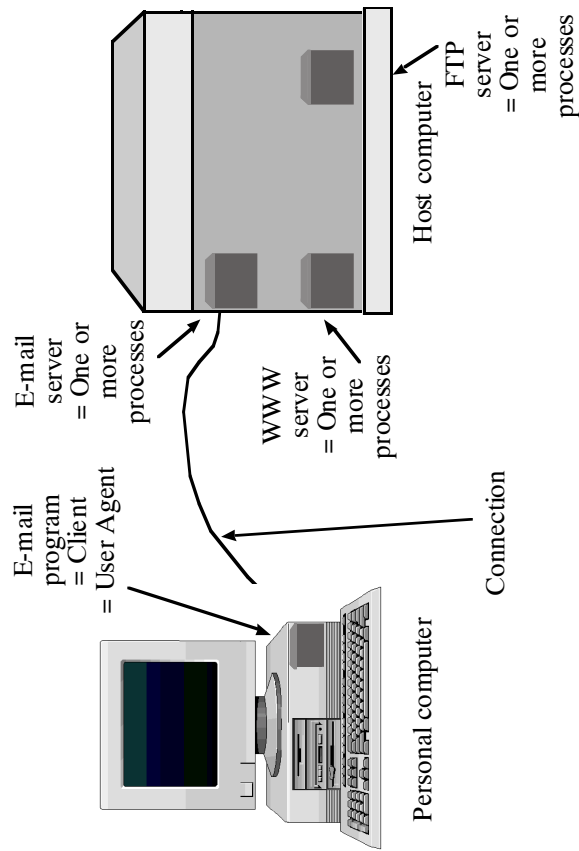 E-mail
program
= Client
= User Agent
E-mail
server
= One or
more
processes
WWW
server
= One or
more
processes
Connection
Personal computer
Host computer
FTP
server
= One or
more
processes